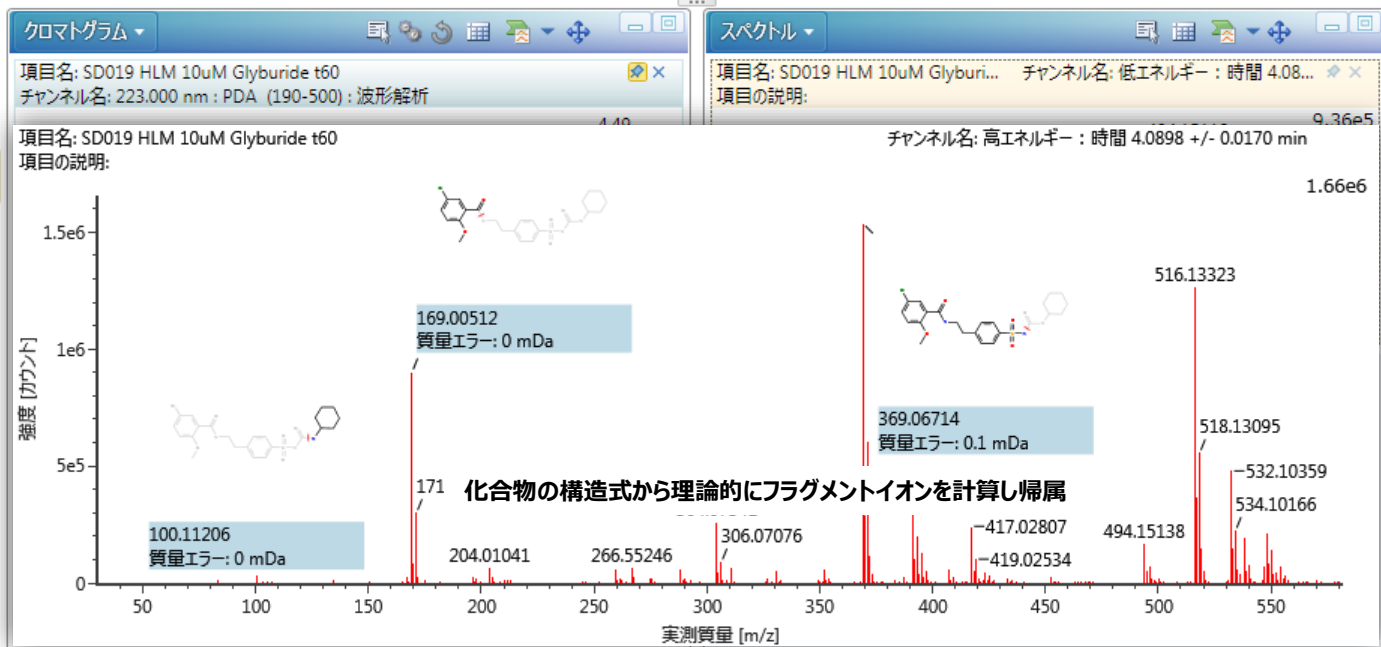 クロマトグラム
スペクトル
項目名: SD019 HLM 10uM Glyburide t60
チャンネル名: 223.000 nm : PDA (190-500) : 波形解析
項目名: SD019 HLM 10uM Glyburi... チャンネル名: 低エネルギー : 時間 4.08...
項目の説明:
4.49
9.36e5
項目名: SD019 HLM 10uM Glyburide t60
チャンネル名: 高エネルギー : 時間 4.0898 +/- 0.0170 min
項目の説明:
1.66e6
強度 [カウント]
1.5e6
1e6
5e5
0
516.13323
169.00512
質量エラー: 0 mDa
369.06714
質量エラー: 0.1 mDa
518.13095
532.10359
534.10166
171
化合物の構造式から理論的にフラグメントイオンを計算し帰属
100.11206
質量エラー: 0 mDa
204.01041
266.55246
306.07076
417.02807
419.02534
494.15138
50
100
150
200
250
300
350
400
450
500
550
実測質量 [m/z]